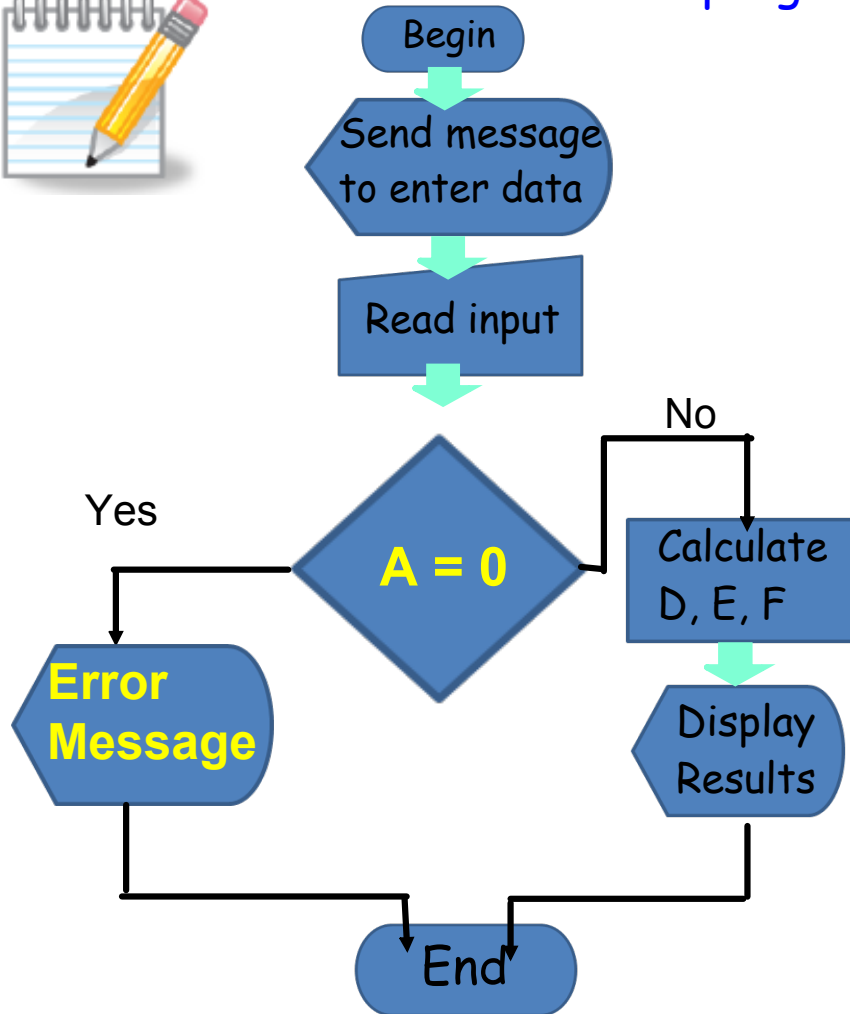 Begin
Send message
to enter data
Read input
No
Yes
A = 0
Calculate
D, E, F
Error
Message
Display
Results
End